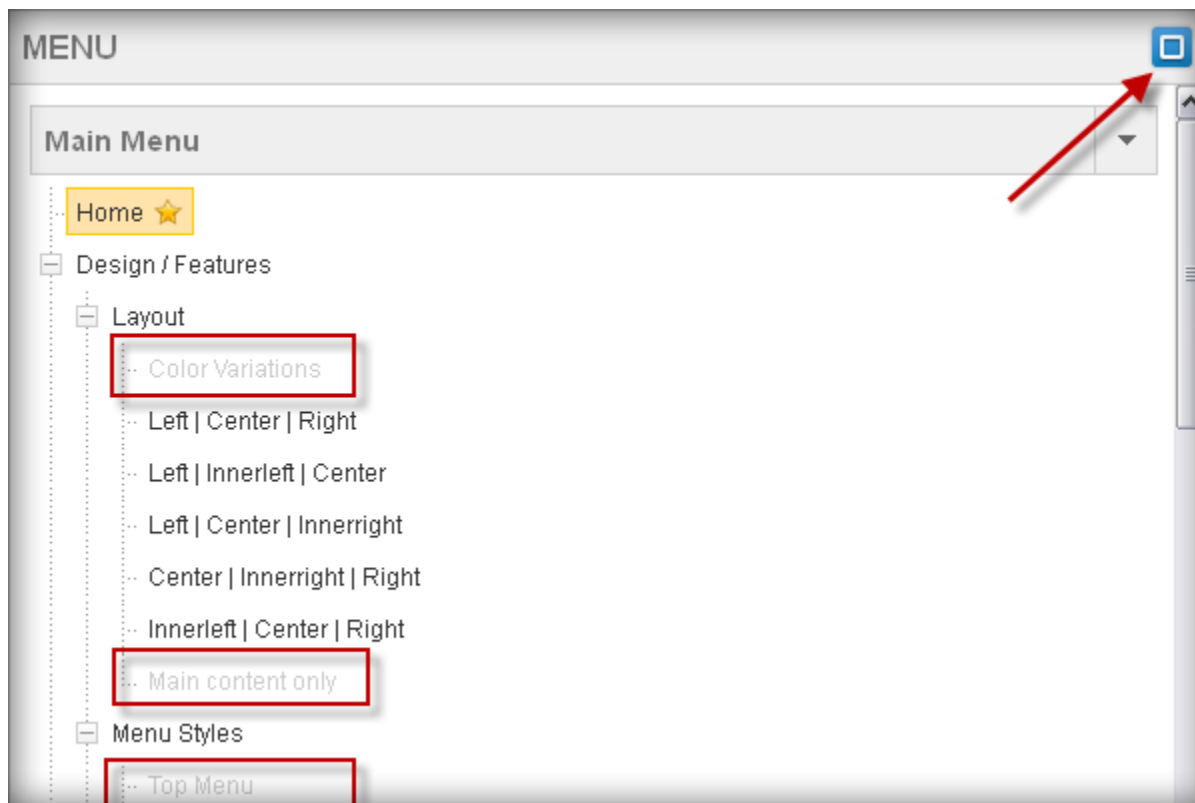 MENU
Main Menu
Home
Design / Features
Layout
Color Variations
Left | Center | Right
Left | Innerleft | Center
Left | Center | Innerright
Center | Innerright | Right
Innerleft | Center | Right
Main content only
Menu Styles
Top Menu